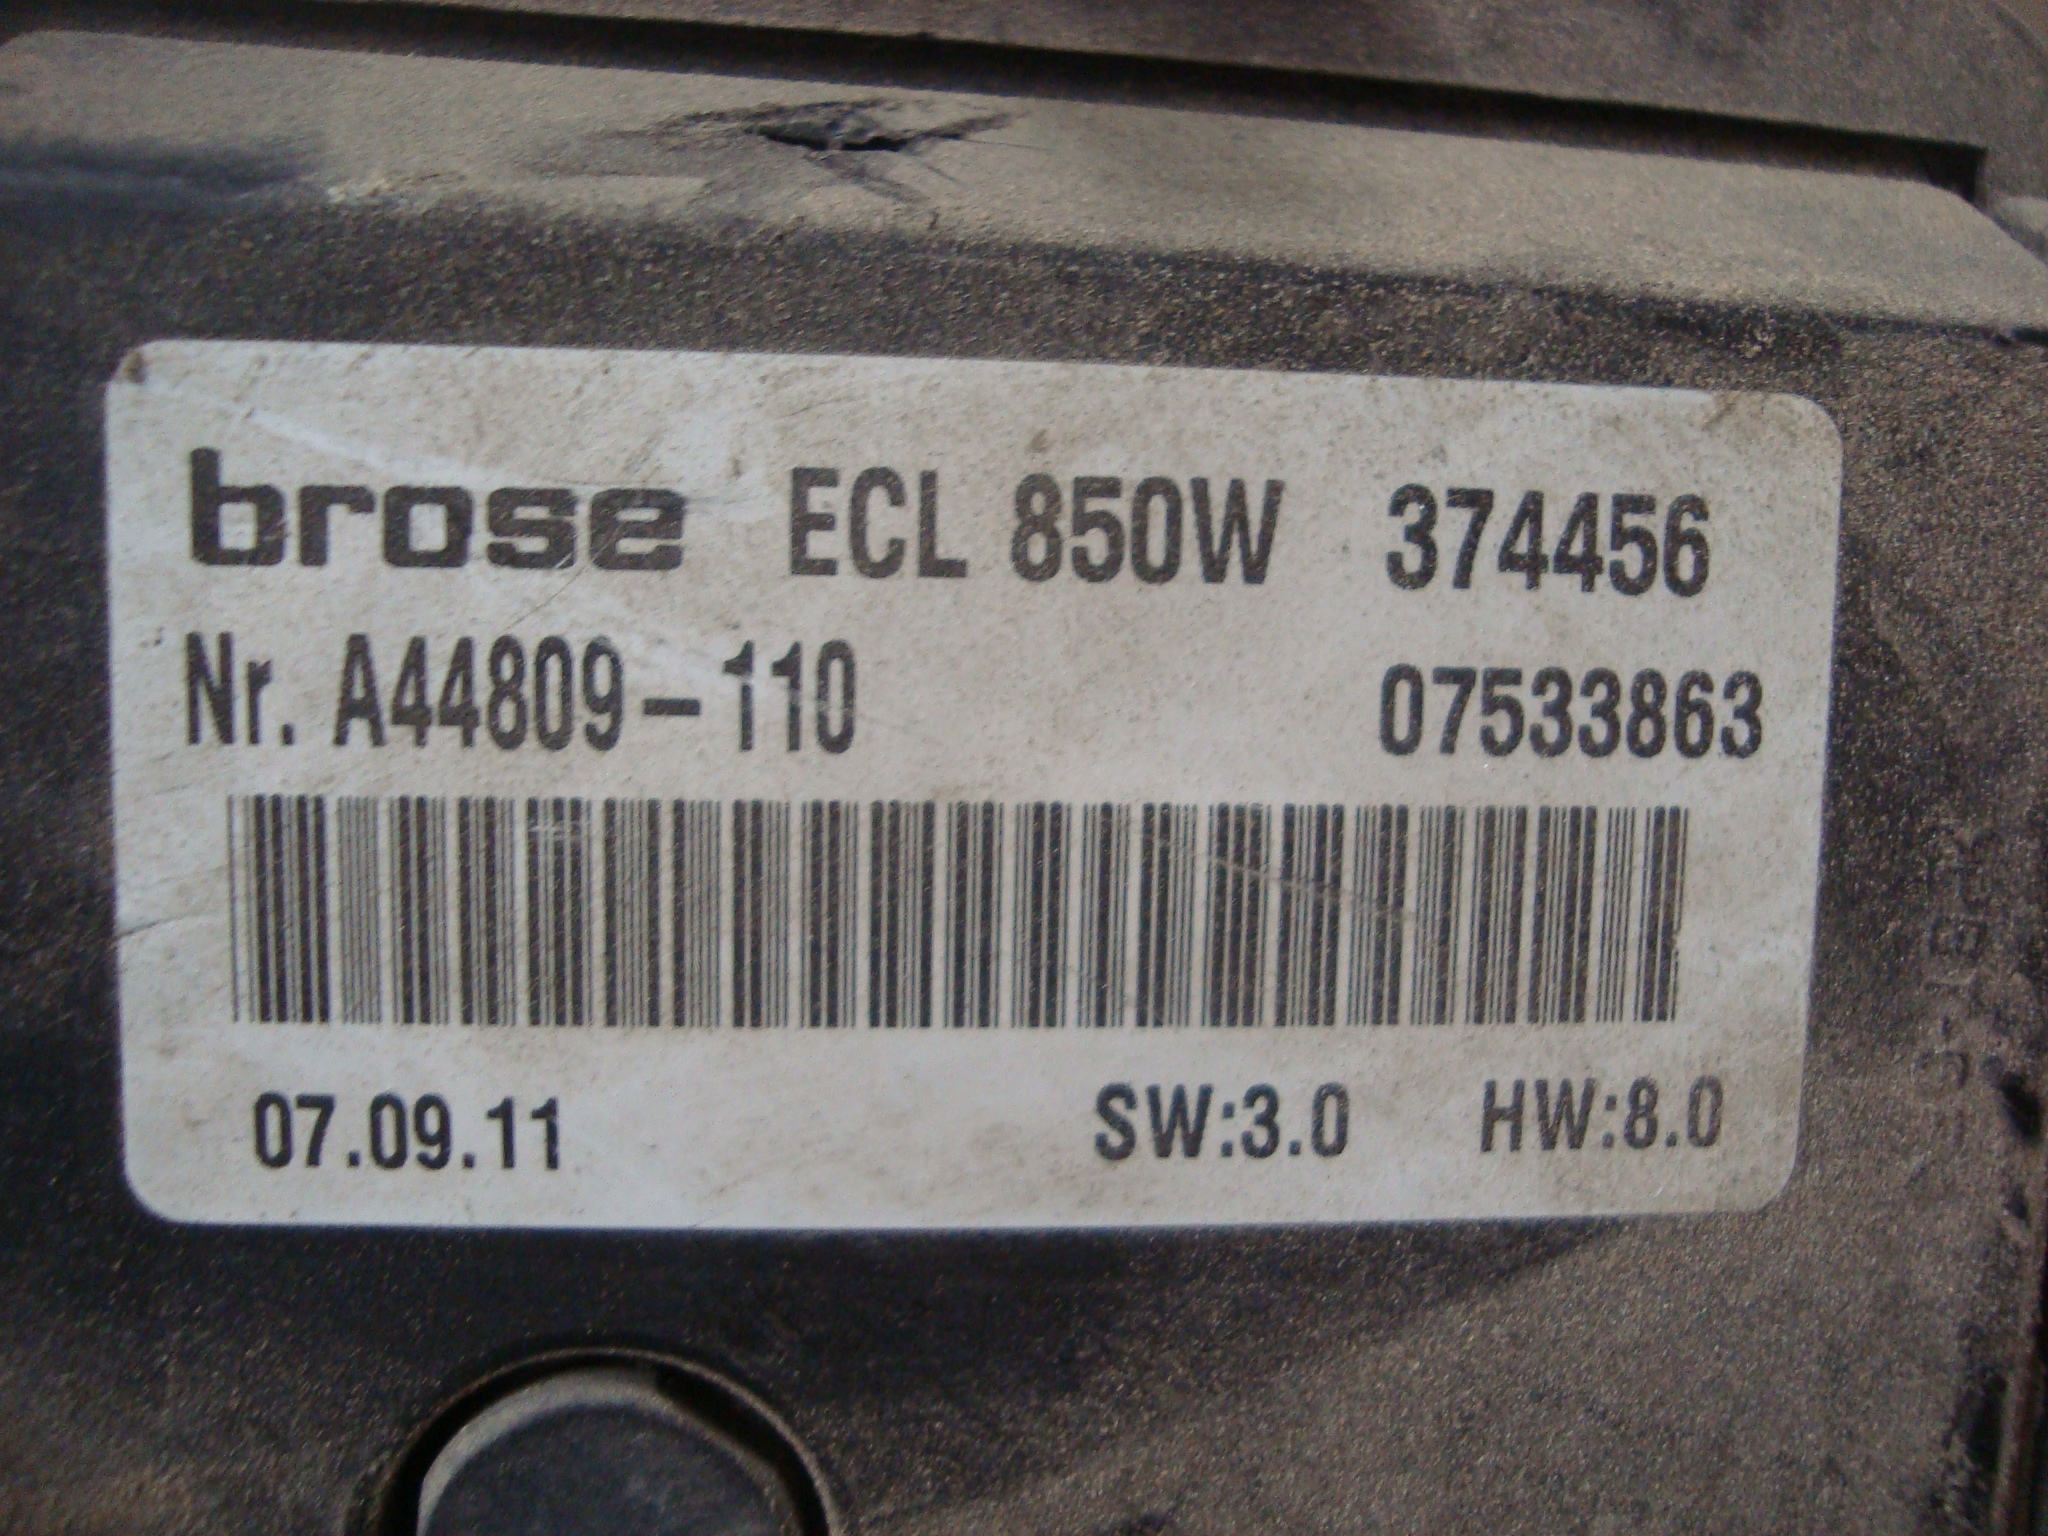 brose ECL 850W 374456
Nr. A44809-110 07533863
07.09.11 SW:3.0 HW:8.0